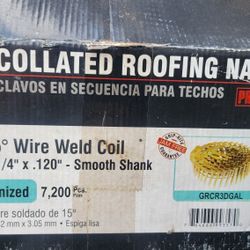 COLLATED ROOFING NA
CLAVOS EN SECUENCIA PARA TECHOS
° Wire Weld Coil
/4" x .120" - Smooth Shank
nized 7,200 Pcs.
GRCR3DGAL
re soldado de 15°
2 mm x 3.05 mm • Espiga lisa